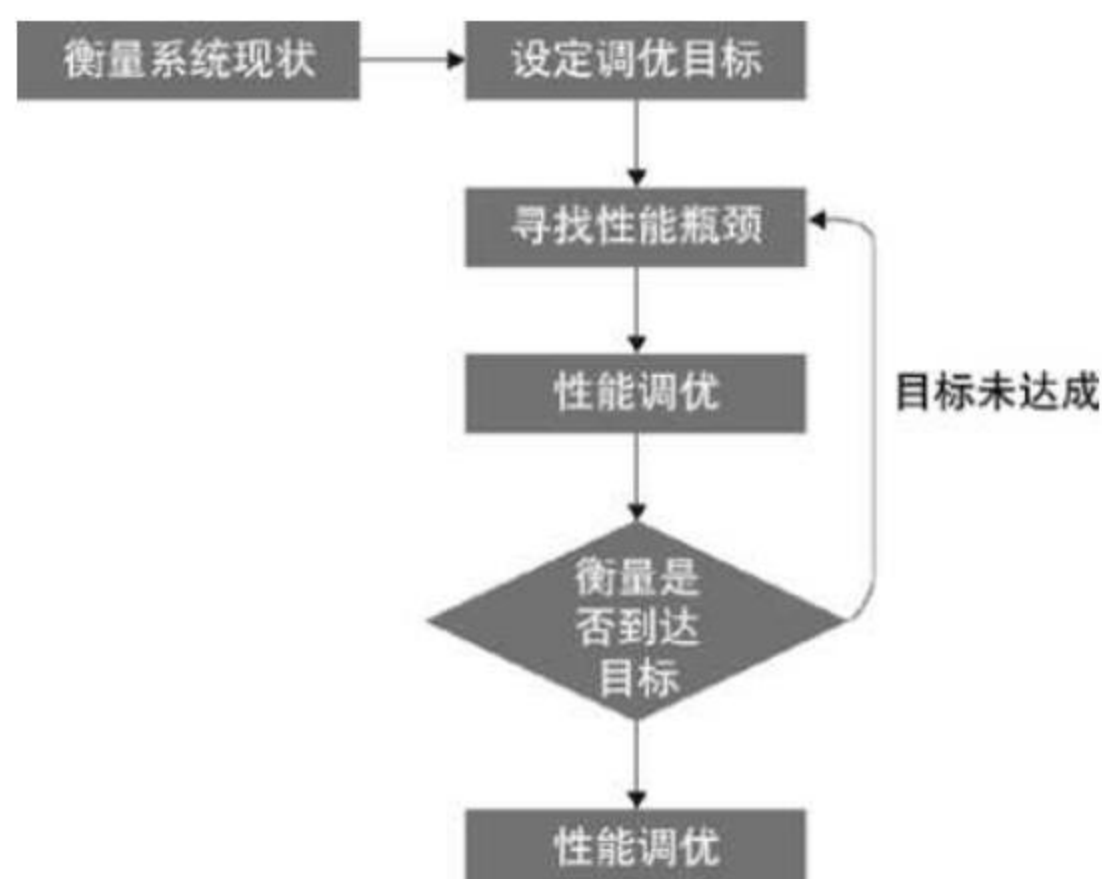 衡量系统现状
设定调优目标
寻找性能瓶颈
性能调优
目标未达成
衡量是
否到达
目标
性能调优